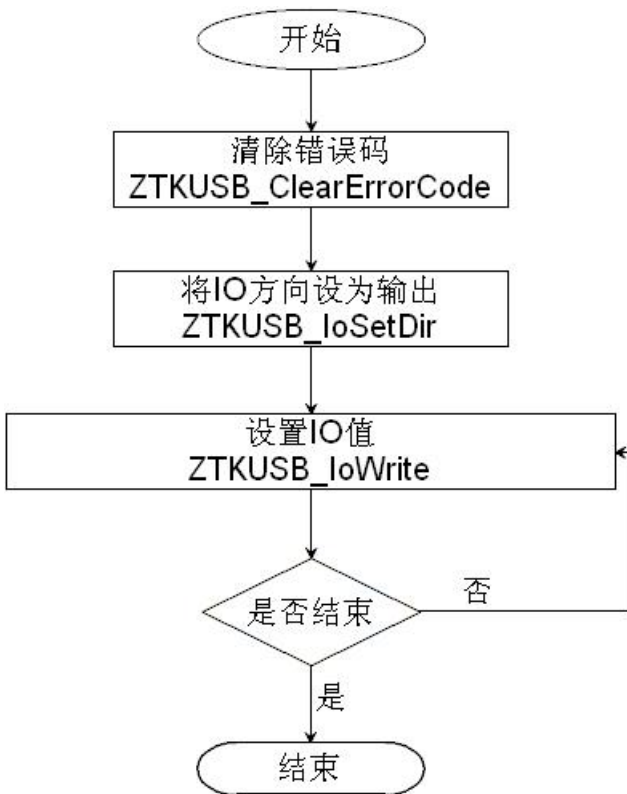 开始
清除错误码
ZTKUSB_ClearErrorCode
将IO方向设为输出
ZTKUSB_IoSetDir
设置IO值
ZTKUSB_IoWrite
是否结束
否
是
结束